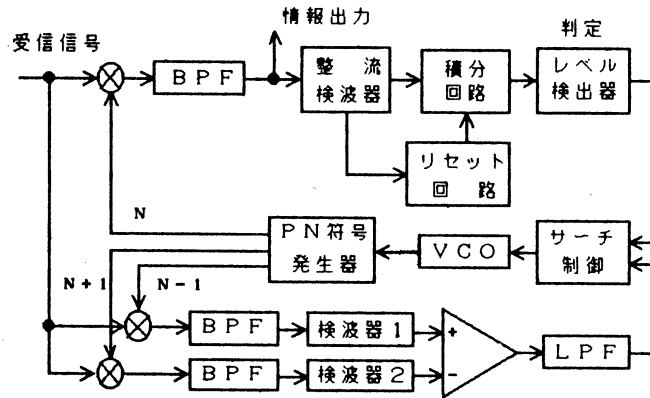 情報出力
判定
受信信号
BPF
整流
検波器
積分
回路
レベル
検出器
リセット
回路
N
PN符号
発生器
VCO
サーチ
制御
N+1
N-1
BPF
検波器1
+
BPF
検波器2
-
LPF